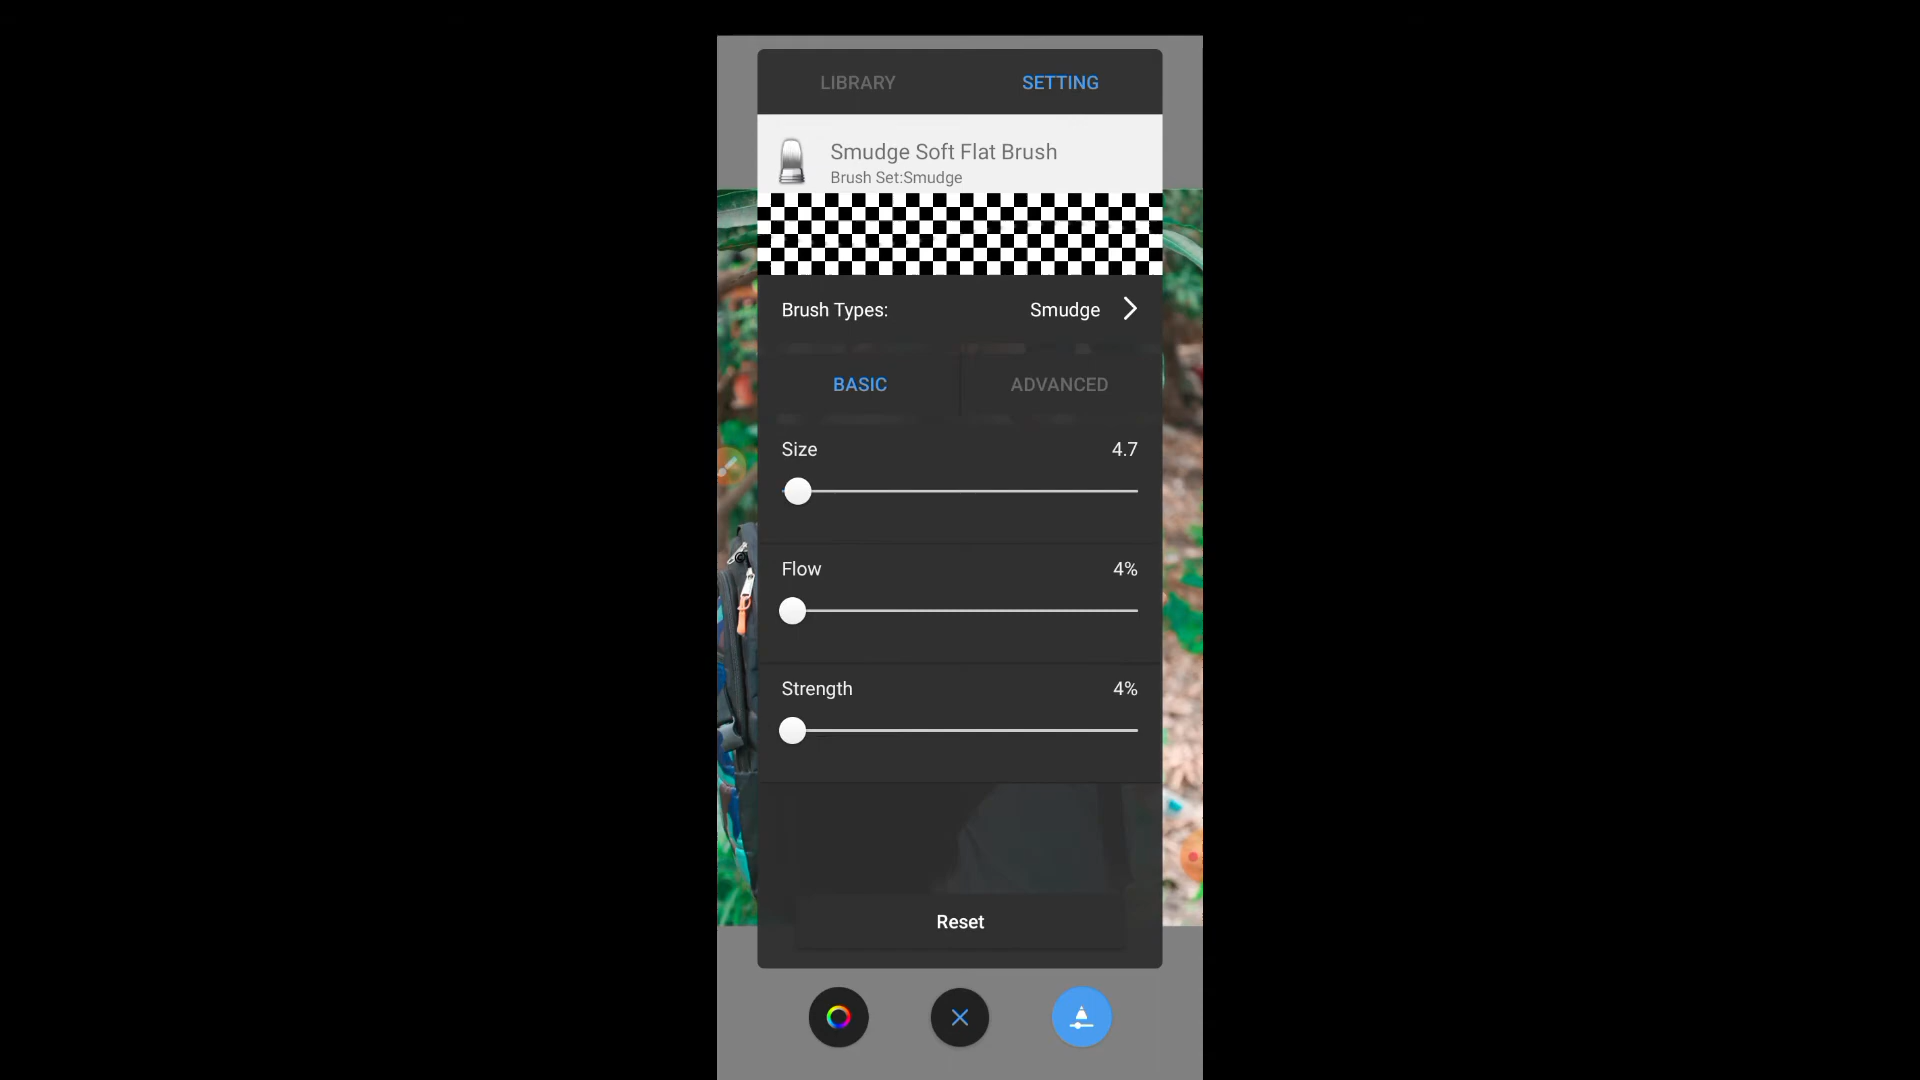 LIBRARY SETTING
Smudge Soft Flat Brush
Brush Set:Smudge
Brush Types: Smudge
BASIC ADVANCED
Size 4.7
Flow 4%
Strength 4%
Reset